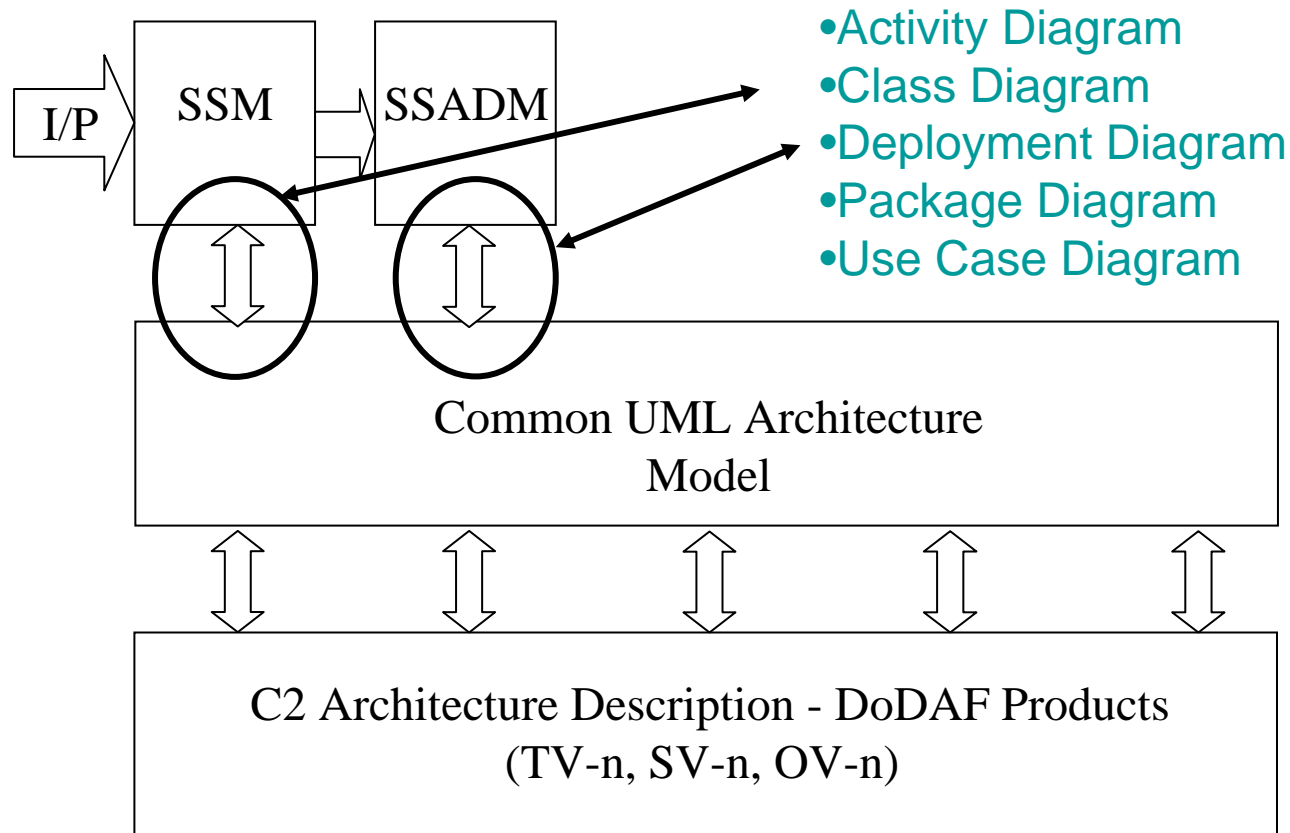 I/P
SSM
SSADM
•Activity Diagram
•Class Diagram
•Deployment Diagram
•Package Diagram
•Use Case Diagram
Common UML Architecture
Model
C2 Architecture Description - DoDAF Products
(TV-n, SV-n, OV-n)